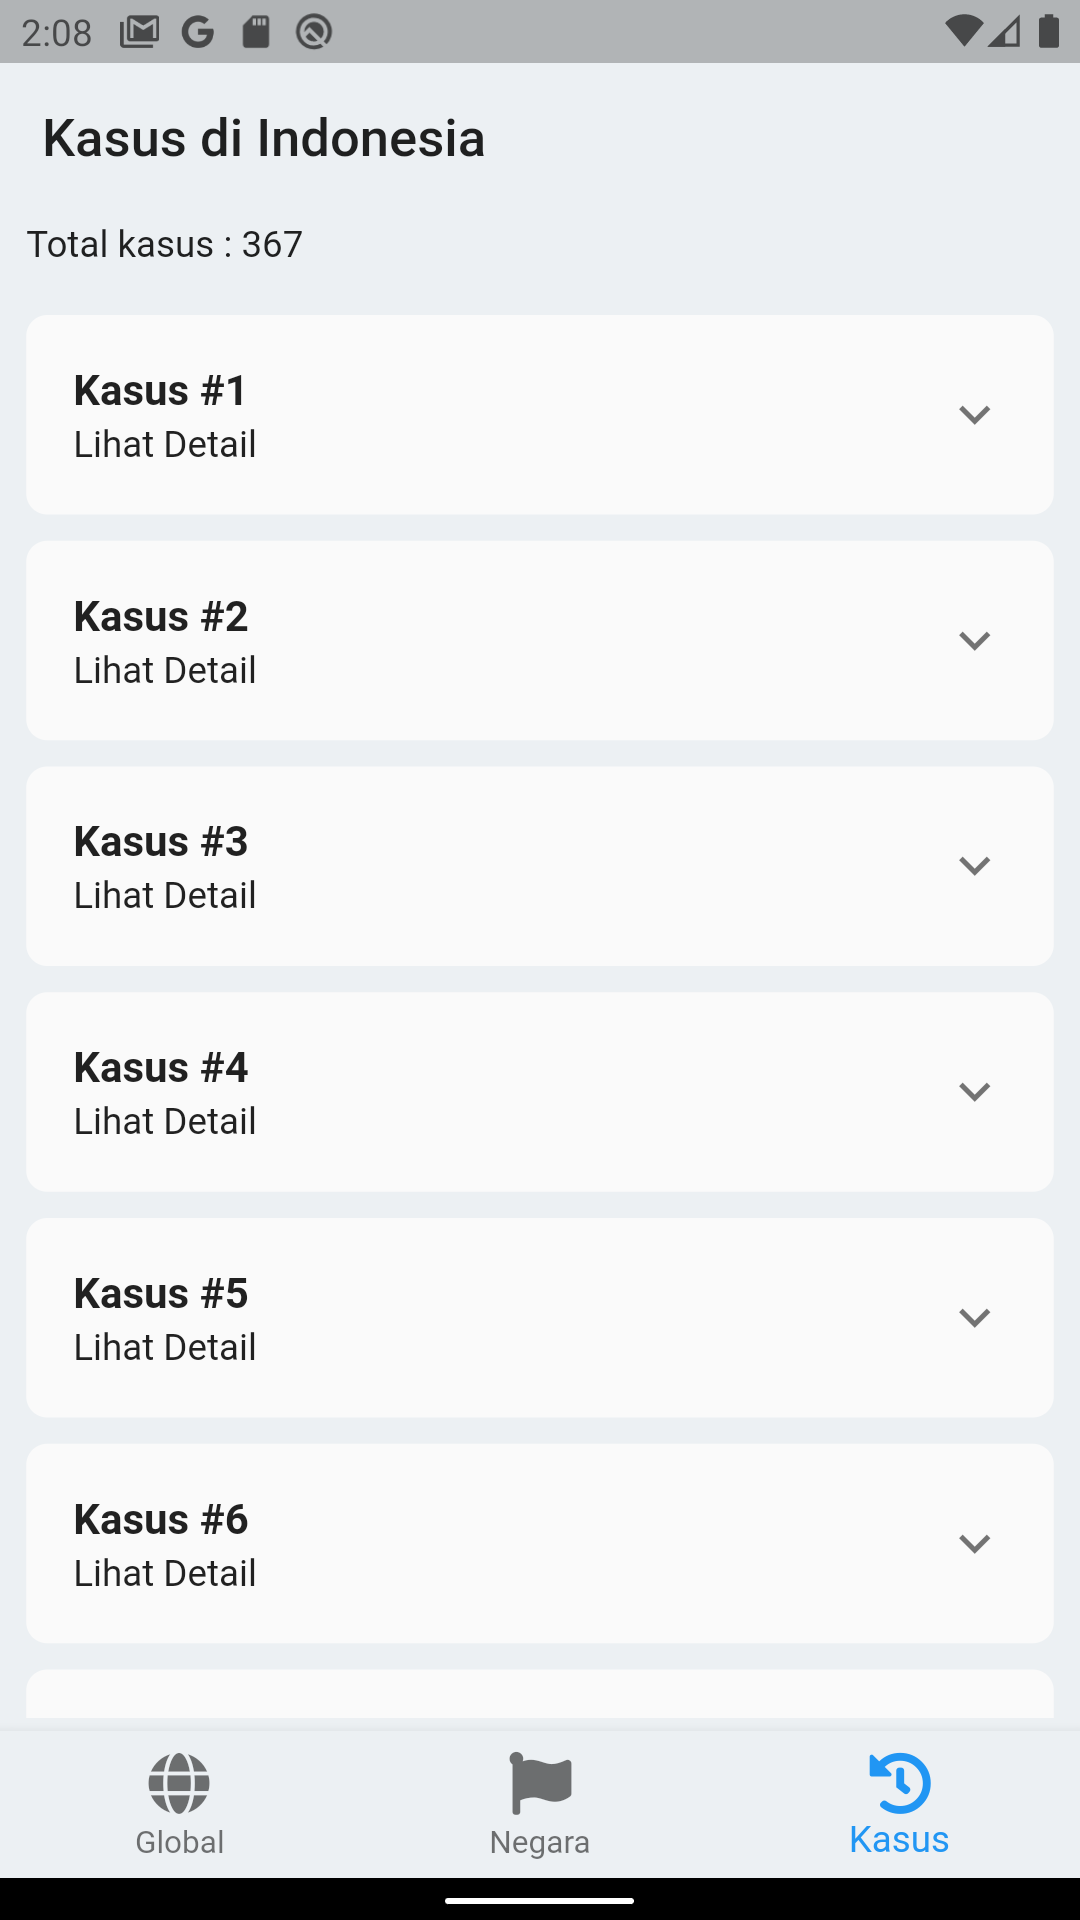 2:08
Kasus di Indonesia
Total kasus : 367
Kasus #1
Lihat Detail
Kasus #2
Lihat Detail
Kasus #3
Lihat Detail
Kasus #4
Lihat Detail
Kasus #5
Lihat Detail
Kasus #6
Lihat Detail
Global
Negara
Kasus